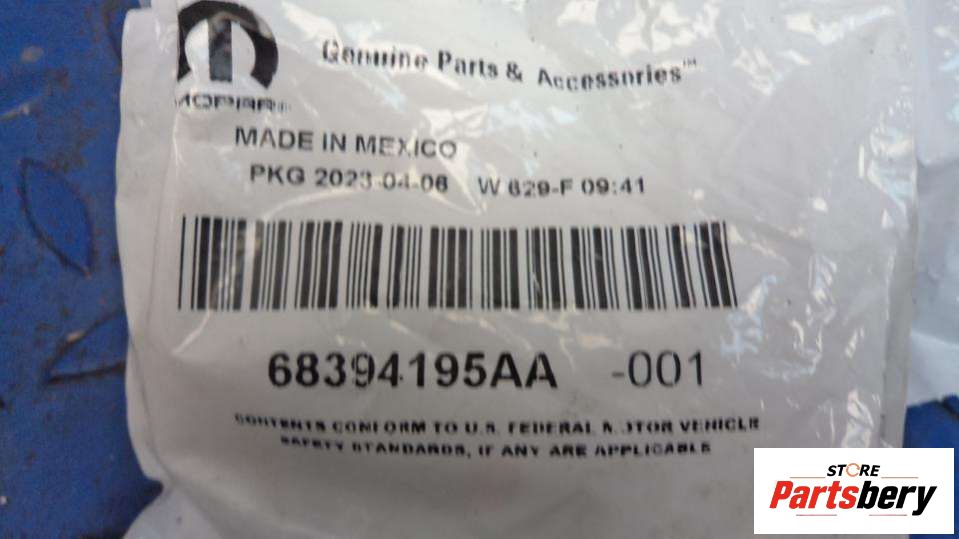 Genuine Parts & Accessories™
MOPAR
MADE IN MEXICO
PKG 2023-04-06 W 629-F 09:41
68394195AA -001
CONTENTS CONFORM TO U.S. FEDERAL MOTOR VEHICLE
SAFETY STANDARDS, IF ANY ARE APPLICABLE
STORE
Partsbery